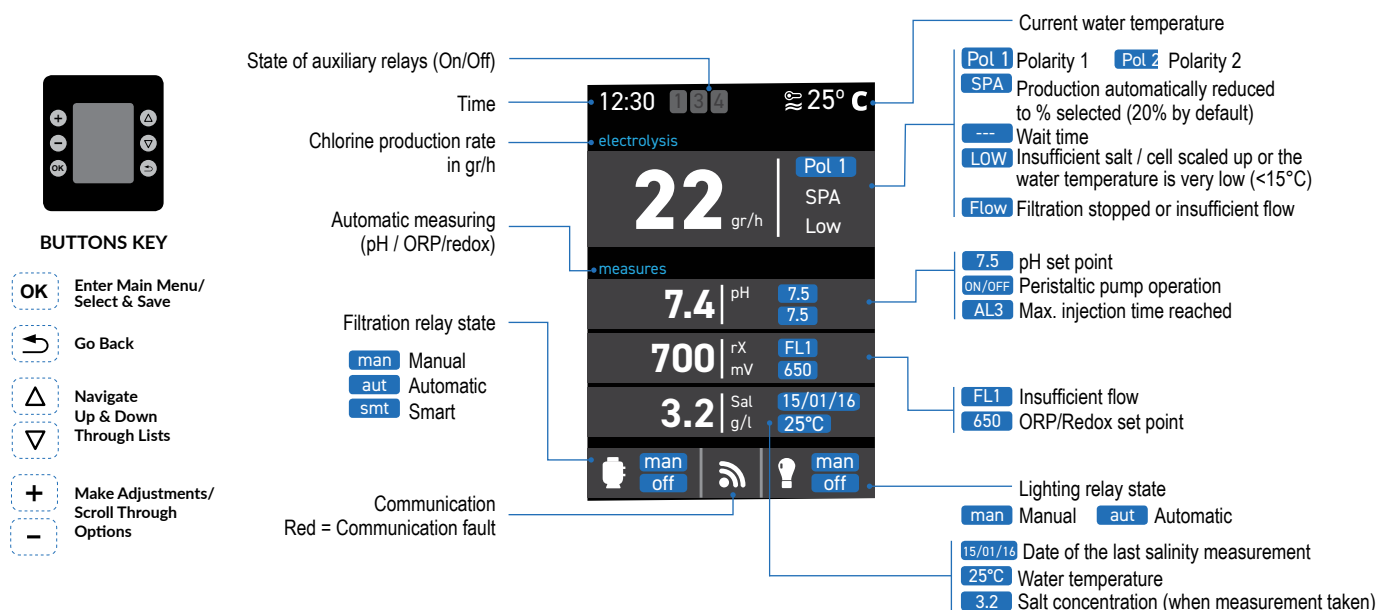 OK
BUTTONS KEY
OK
Enter Main Menu/
Select & Save
Go Back
Navigate
Up & Down
Through Lists
+
−
Make Adjustments/
Scroll Through
Options
State of auxiliary relays (On/Off)
Time
Chlorine production rate
in gr/h
Automatic measuring
(pH / ORP/redox)
Filtration relay state
man Manual
aut Automatic
smt Smart
Communication
Red = Communication fault
12:30 1 3 4 25° C
electrolysis
22 gr/h
Pol 1
SPA
Low
measures
7.4 pH 7.5
7.5
700 rX FL1
mV 650
3.2 Sal 15/01/16
g/l 25°C
man man
off off
Current water temperature
Pol 1 Polarity 1 Pol 2 Polarity 2
SPA Production automatically reduced
to % selected (20% by default)
--- Wait time
LOW Insufficient salt / cell scaled up or the
water temperature is very low (<15°C)
Flow Filtration stopped or insufficient flow
7.5 pH set point
ON/OFF Peristaltic pump operation
AL3 Max. injection time reached
FL1 Insufficient flow
650 ORP/Redox set point
Lighting relay state
man Manual aut Automatic
15/01/16 Date of the last salinity measurement
25°C Water temperature
3.2 Salt concentration (when measurement taken)